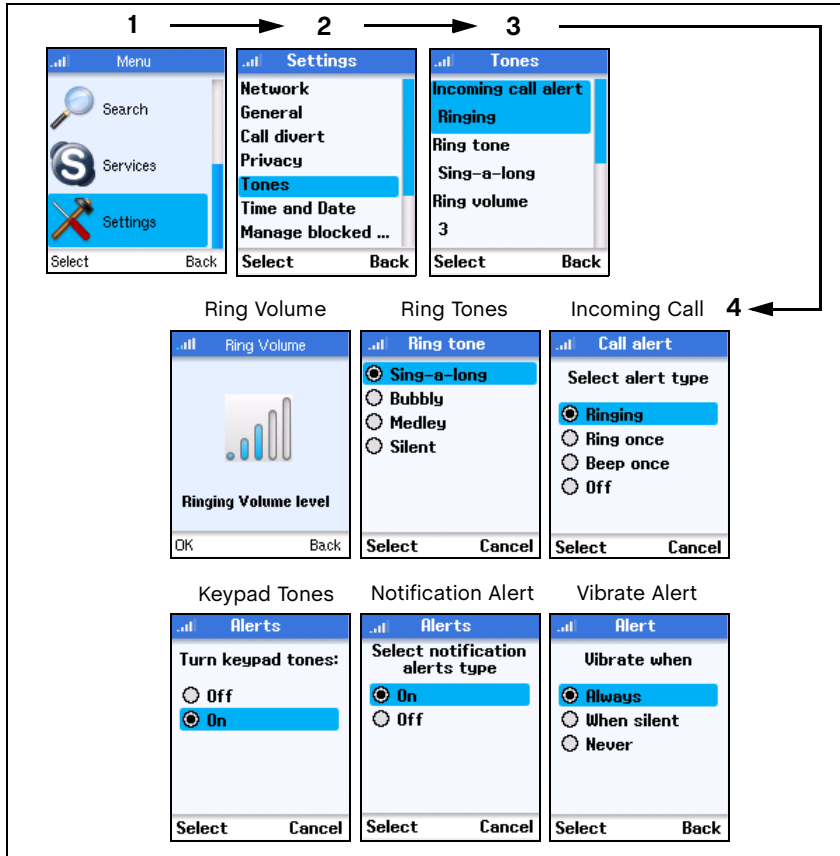 1 2 3
Menu
Search
Services
Settings
Select Back
Settings
Network
General
Call divert
Privacy
Tones
Time and Date
Manage blocked ...
Select Back
Tones
Incoming call alert
Ringing
Ring tone
Sing-a-long
Ring volume
3
Select Back
4
Ring Volume
Ring Volume
Ringing Volume level
OK Back
Ring Tones
Ring tone
Sing-a-long
Bubbly
Medley
Silent
Select Cancel
Incoming Call
Call alert
Select alert type
Ringing
Ring once
Beep once
Off
Select Cancel
Keypad Tones
Alerts
Turn keypad tones:
Off
On
Select Cancel
Notification Alert
Alerts
Select notification
alerts type
On
Off
Select Cancel
Vibrate Alert
Alert
Vibrate when
Always
When silent
Never
Select Back